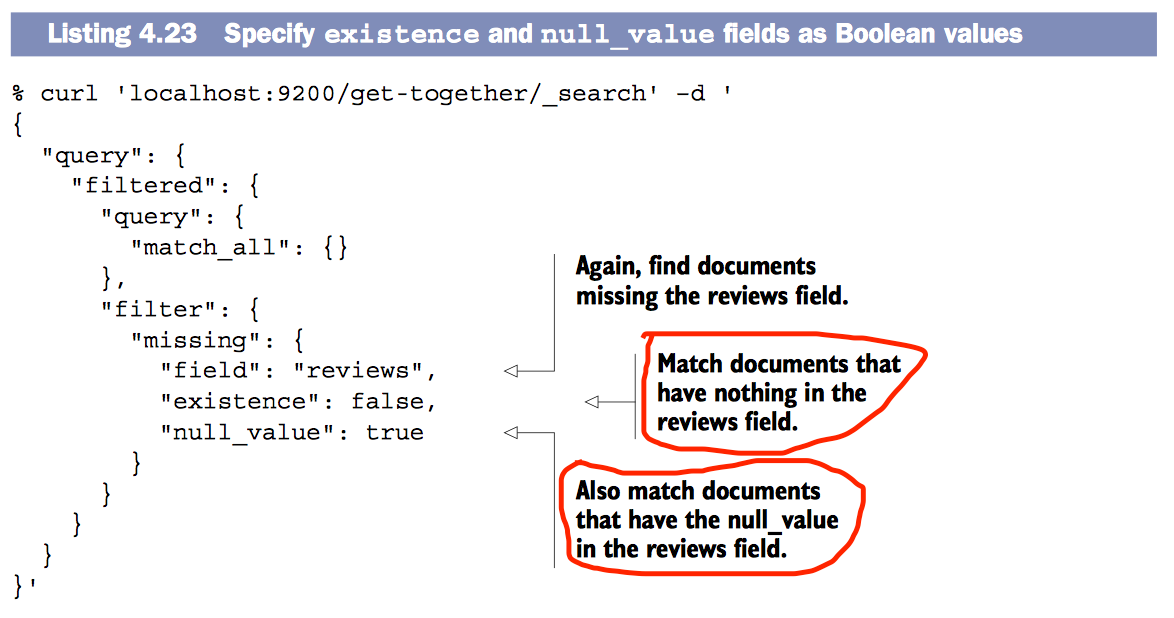 Listing 4.23 Specify existence and null_value fields as Boolean values
% curl 'localhost:9200/get-together/_search' –d '
{
"query": {
"filtered": {
"query": {
"match_all": {}
},
"filter": {
"missing": {
"field": "reviews",
"existence": false,
"null_value": true
}
}
}
}
}'
Again, find documents
missing the reviews field.
Match documents that
have nothing in the
reviews field.
Also match documents
that have the null_value
in the reviews field.